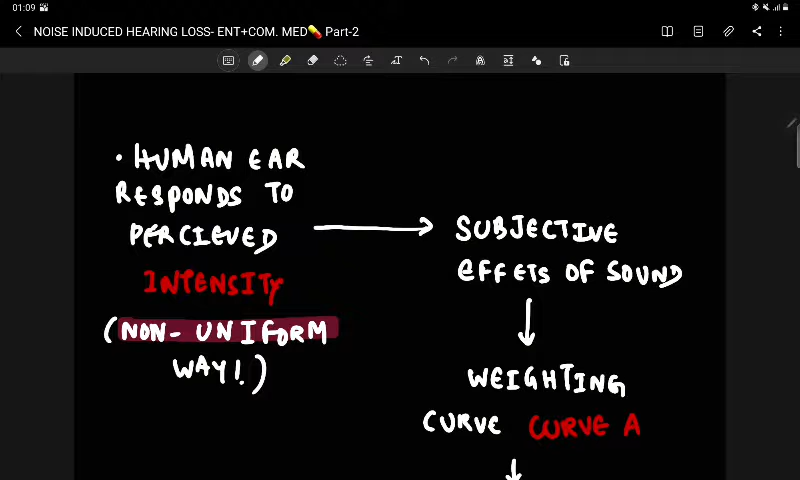 01:09
NOISE INDUCED HEARING LOSS- ENT+COM. MED💊 Part-2
• HUMAN EAR
RESPONDS TO
PERCIEVED
INTENSITY
(NON- UNIFORM
WAY!)
SUBJECTIVE
EFFETS OF SOUND
WEIGHTING
CURVE CURVE A